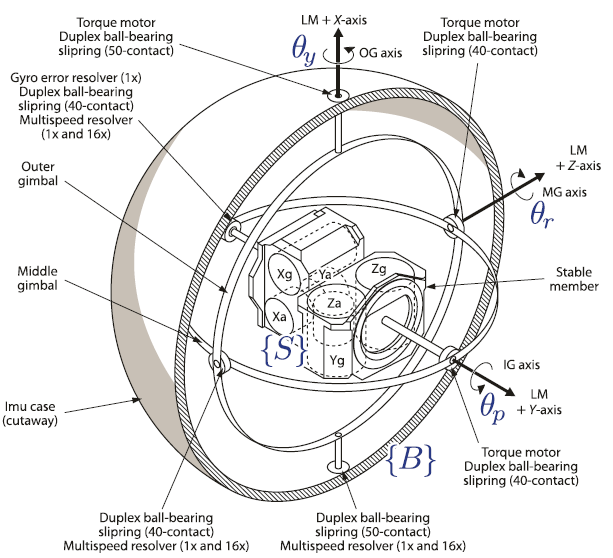 Torque motor
Duplex ball-bearing
slipring (50-contact)
LM + X-axis
θy
OG axis
Torque motor
Duplex ball-bearing
slipring (40-contact)
Gyro error resolver (1x)
Duplex ball-bearing
slipring (40-contact)
Multispeed resolver
(1x and 16x)
LM
+ Z-axis
MG axis
θr
Outer
gimbal
Middle
gimbal
Xg
Ya
Zg
Za
Xa
Yg
{S}
Stable
member
IG axis
LM
+ Y-axis
θp
Imu case
(cutaway)
{B}
Torque motor
Duplex ball-bearing
slipring (40-contact)
Duplex ball-bearing
slipring (40-contact)
Multispeed resolver (1x and 16x)
Duplex ball-bearing
slipring (50-contact)
Multispeed resolver (1x and 16x)